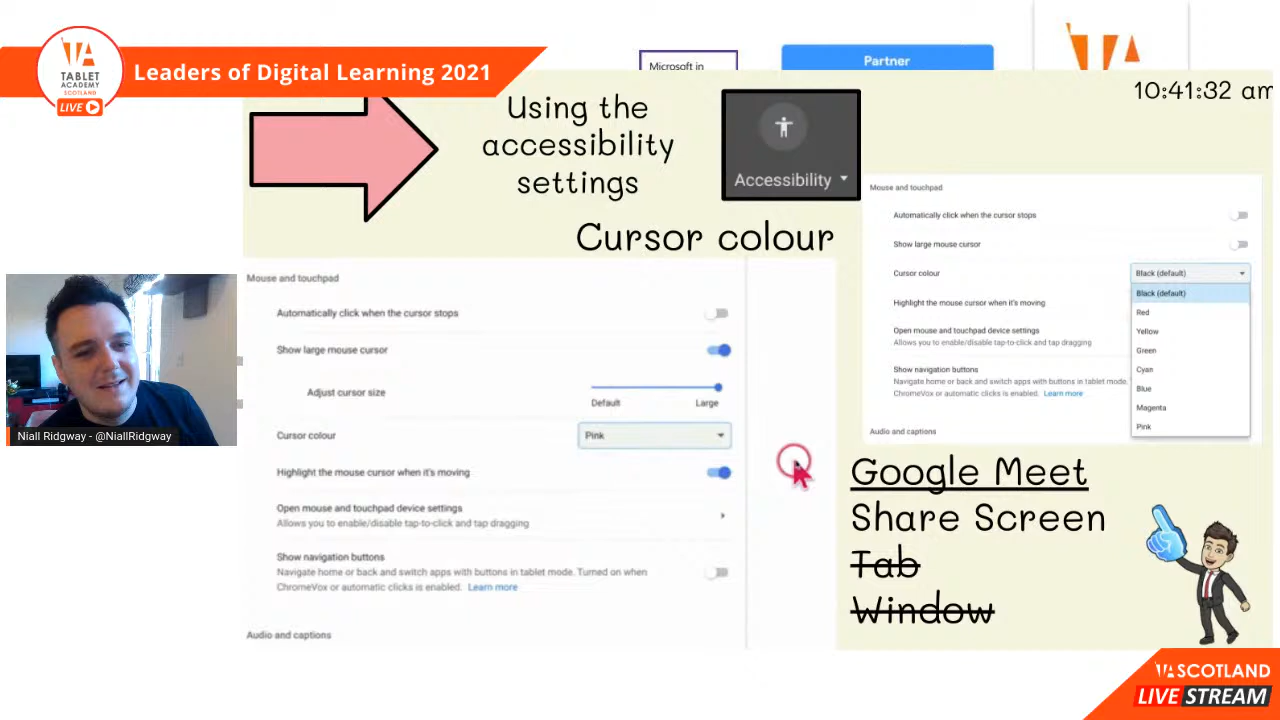 TABLET
ACADEMY
SCOTLAND
LIVE
Leaders of Digital Learning 2021
Microsoft in
Partner
10:41:32 am
Using the
accessibility
settings
Accessibility
Cursor colour
Mouse and touchpad
Automatically click when the cursor stops
Show large mouse cursor
Adjust cursor size
Default
Large
Cursor colour
Pink
Highlight the mouse cursor when it's moving
Open mouse and touchpad device settings
Allows you to enable/disable tap-to-click and tap dragging
Show navigation buttons
Navigate home or back and switch apps with buttons in tablet mode. Turned on when
ChromeVox or automatic clicks is enabled. Learn more
Audio and captions
Mouse and touchpad
Automatically click when the cursor stops
Show large mouse cursor
Cursor colour
Black (default)
Black (default)
Red
Yellow
Green
Cyan
Blue
Magenta
Pink
Highlight the mouse cursor when it's moving
Open mouse and touchpad device settings
Allows you to enable/disable tap-to-click and tap dragging
Show navigation buttons
Navigate home or back and switch apps with buttons in tablet mode.
ChromeVox or automatic clicks is enabled. Learn more
Audio and captions
Google Meet
Share Screen
Tab
Window
Niall Ridgway - @NiallRidgway
TA SCOTLAND
LIVE STREAM